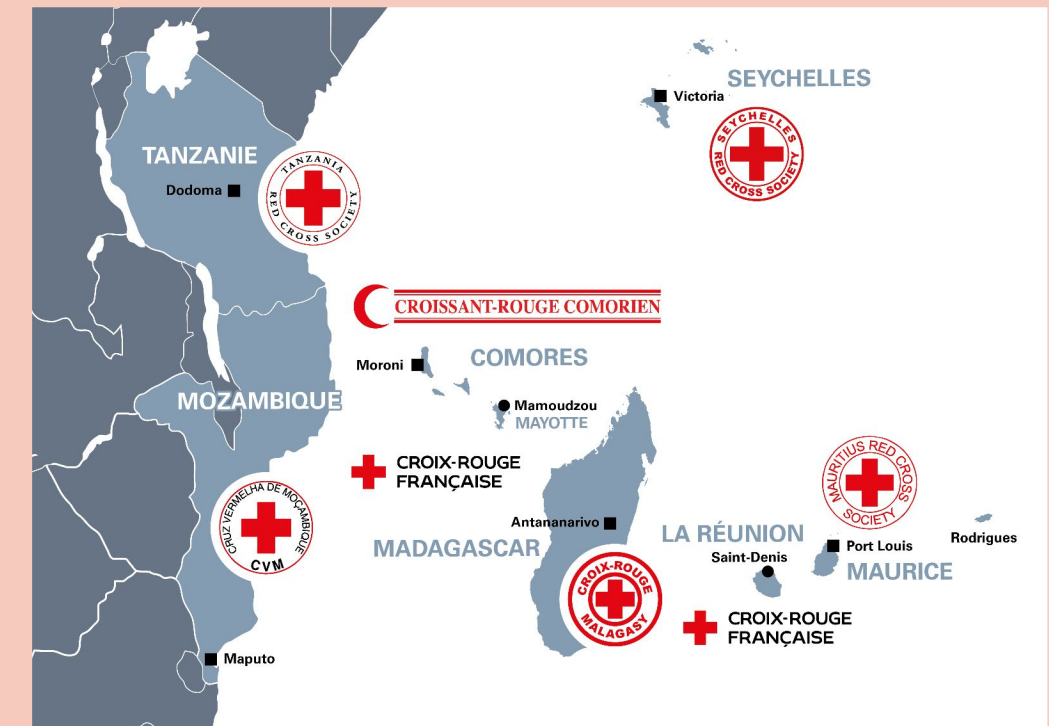 SEYCHELLES
Victoria
SEYCHELLES
RED CROSS SOCIETY
TANZANIE
Dodoma
TANZANIA
RED CROSS SOCIETY
CROISSANT-ROUGE COMORIEN
Moroni
COMORES
MOZAMBIQUE
Mamoudzou
MAYOTTE
CROIX-ROUGE
FRANÇAISE
MAURITIUS RED CROSS
SOCIETY
CRUZ VERMELHA DE MOÇAMBIQUE
CVM
Antananarivo
MADAGASCAR
LA RÉUNION
Saint-Denis
Port Louis
MAURICE
Rodrigues
CROIX-ROUGE
MALAGASY
CROIX-ROUGE
FRANÇAISE
Maputo